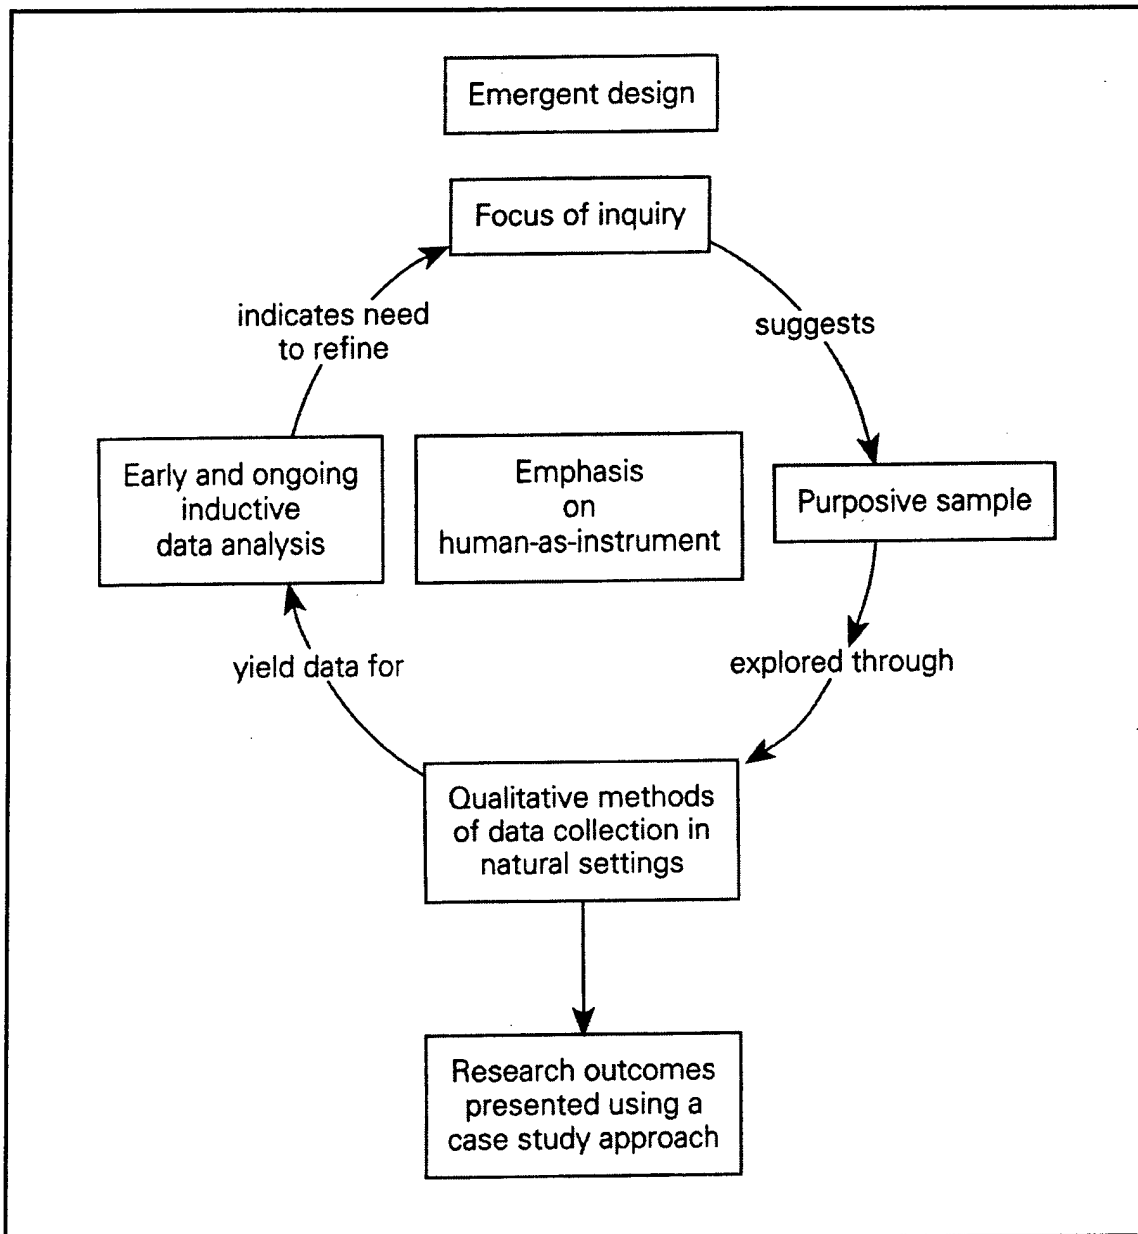 Emergent design
Focus of inquiry
indicates need
to refine
suggests
Early and ongoing
inductive
data analysis
Emphasis
on
human-as-instrument
Purposive sample
yield data for
explored through
Qualitative methods
of data collection in
natural settings
Research outcomes
presented using a
case study approach